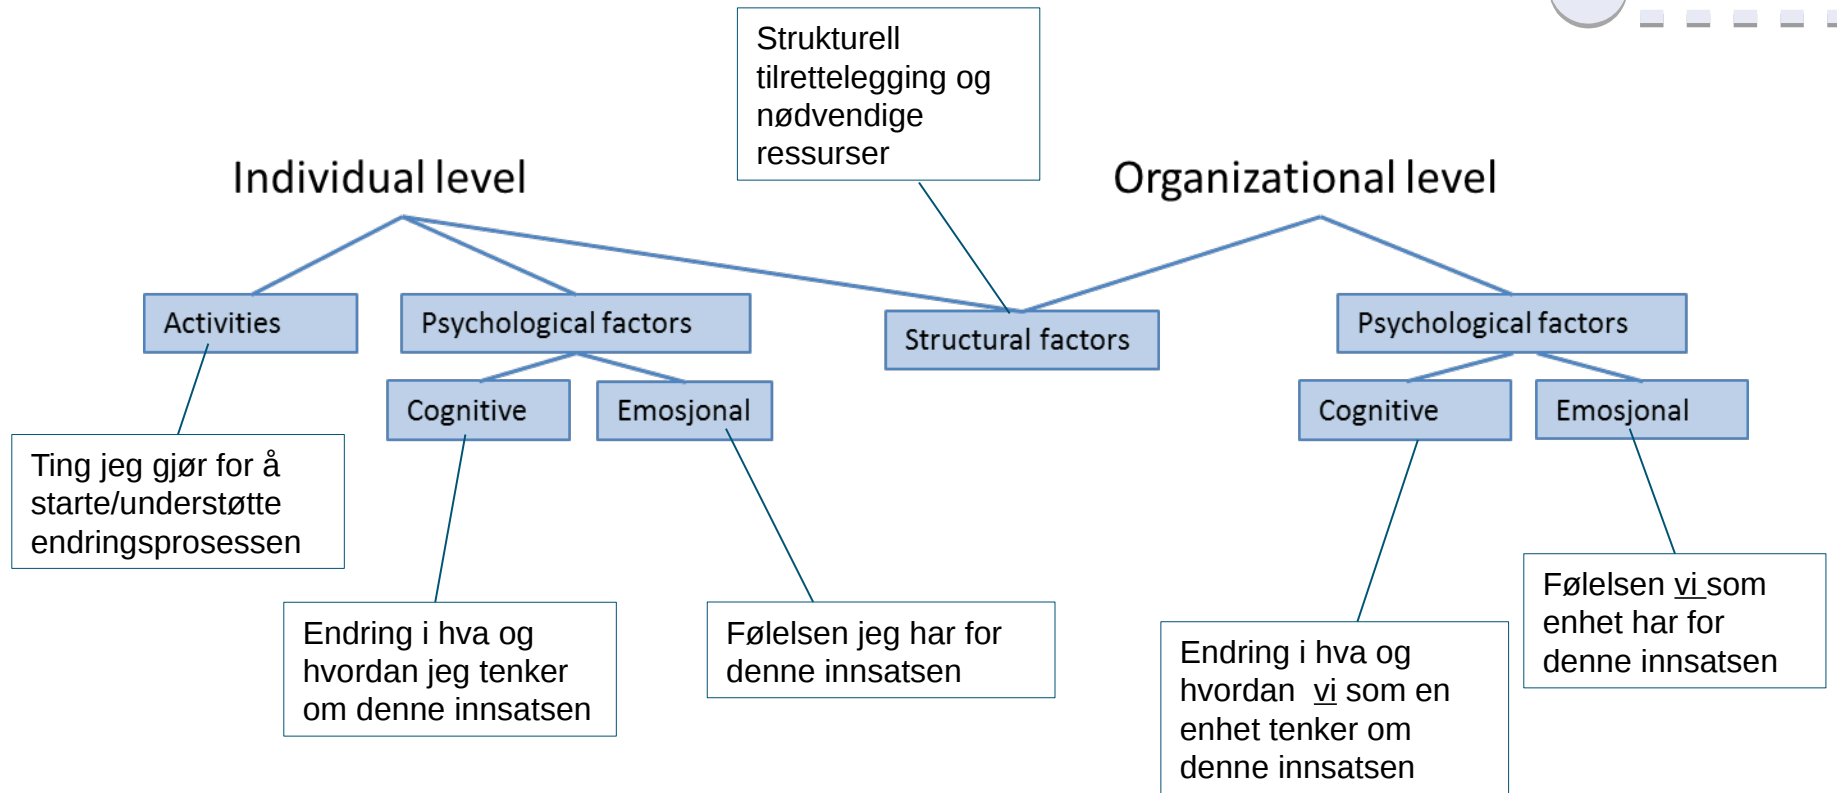 Strukturell
tilrettelegging og
nødvendige
ressurser
Individual level
Organizational level
Activities
Psychological factors
Structural factors
Psychological factors
Cognitive
Emosjonal
Cognitive
Emosjonal
Ting jeg gjør for å
starte/understøtte
endringsprosessen
Endring i hva og
hvordan jeg tenker
om denne innsatsen
Følelsen jeg har for
denne innsatsen
Endring i hva og
hvordan vi som en
enhet tenker om
denne innsatsen
Følelsen vi som
enhet har for
denne innsatsen